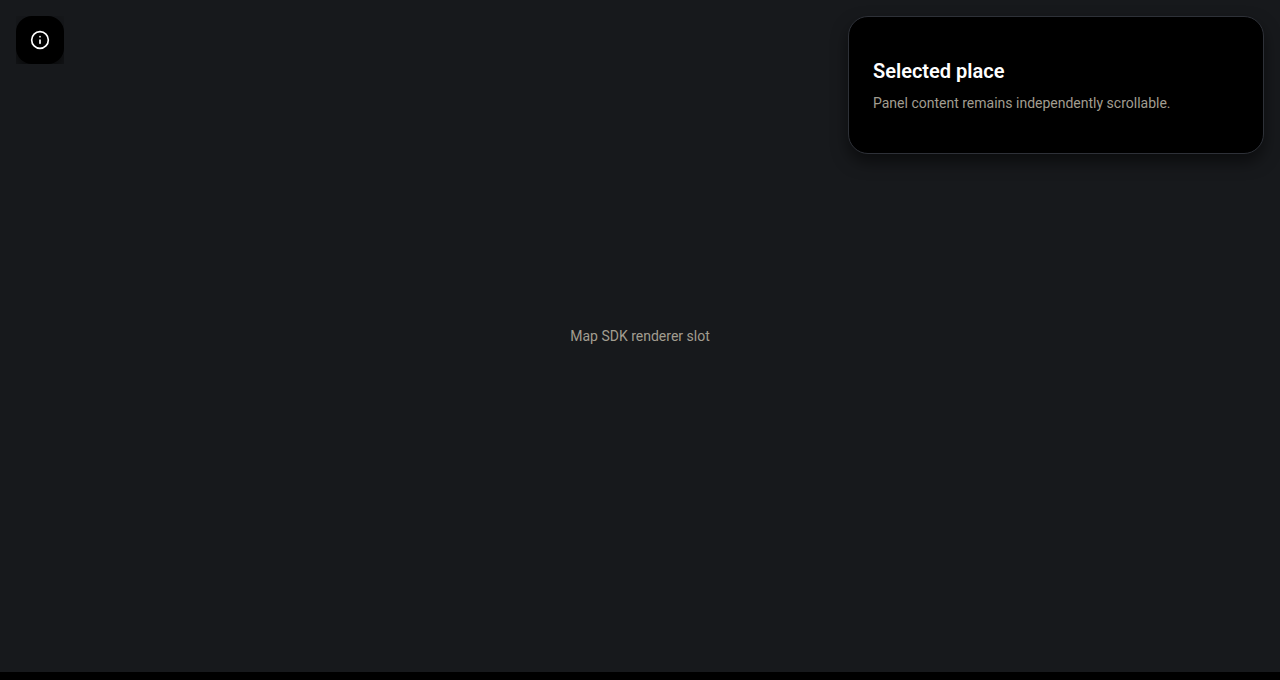 Selected place
Panel content remains independently scrollable.
Map SDK renderer slot